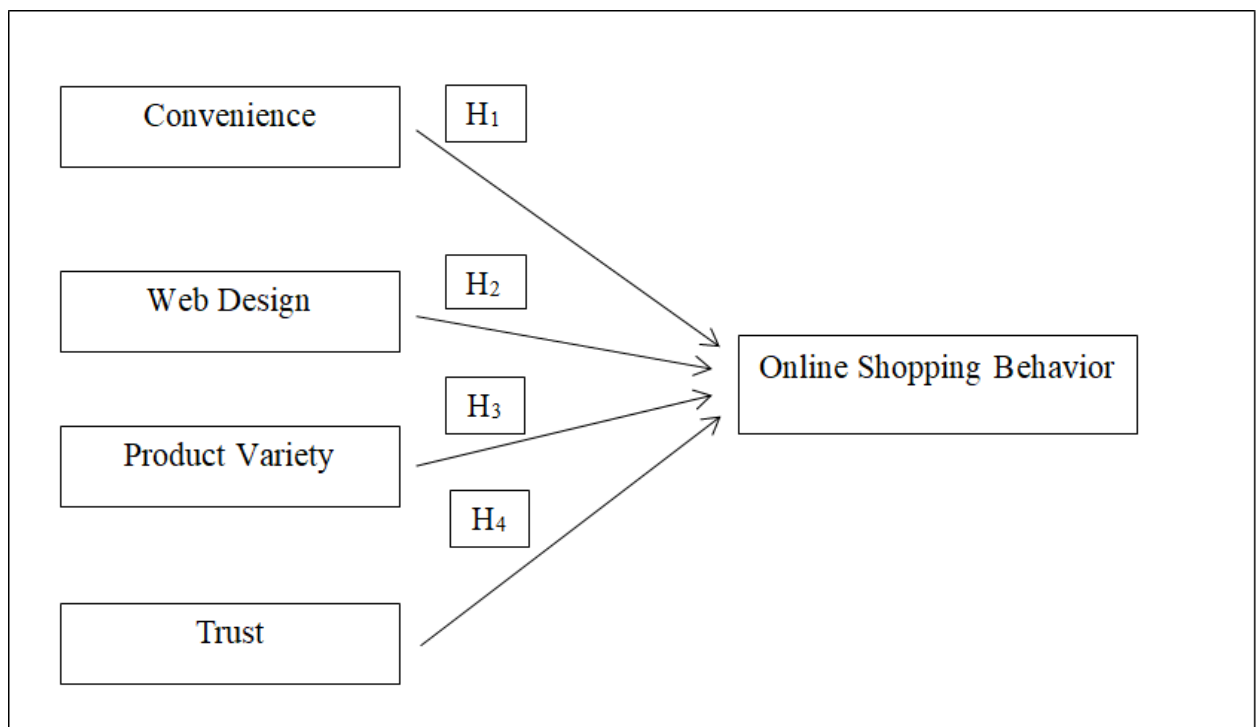 Convenience
H₁
Web Design
H₂
Product Variety
H₃
Trust
H₄
Online Shopping Behavior